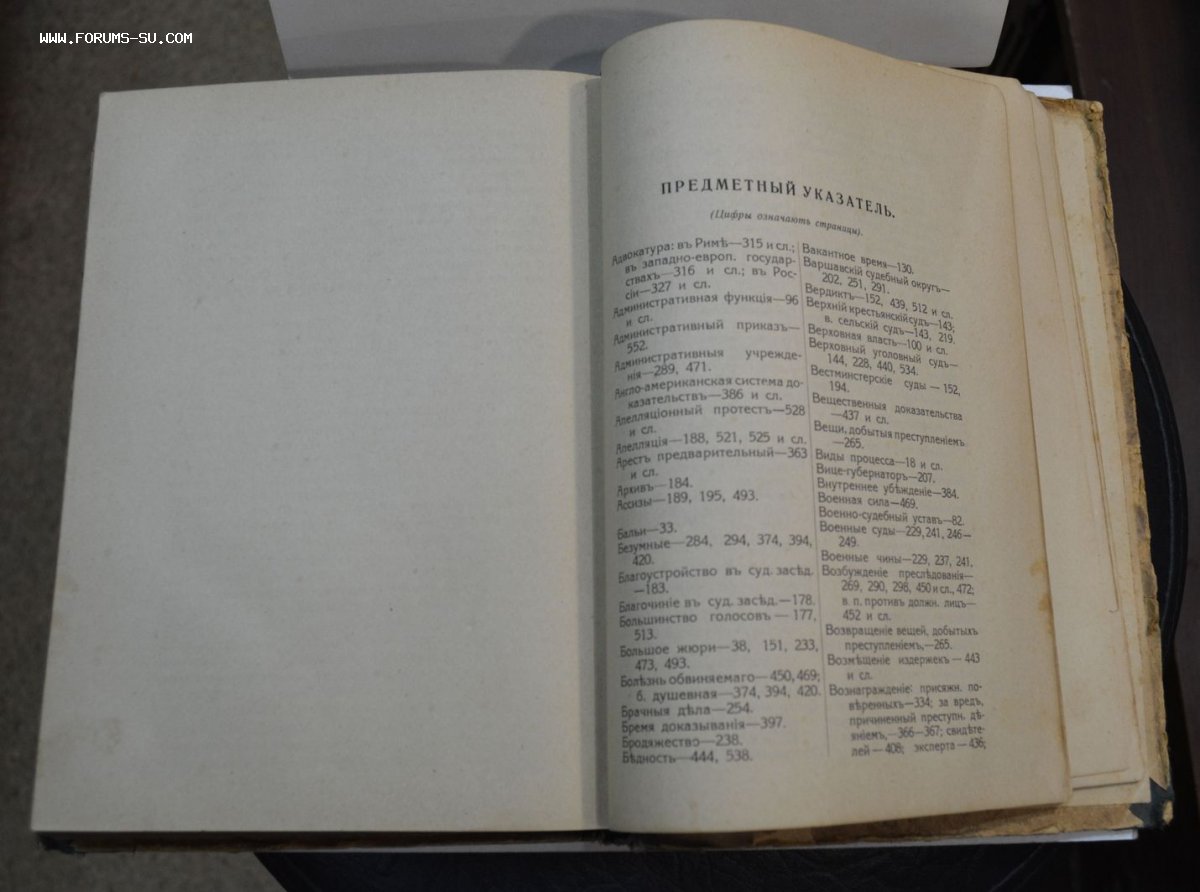 WWW.FORUMS-SU.COM
ПРЕДМЕТНЫЙ УКАЗАТЕЛЬ.
(Цифры означаютъ страницы).
Адвокатура: въ Римѣ—315 и сл.;
въ западно-европ. государ-
ствахъ—316 и сл.; въ Рос-
сіи—327 и сл.
Административная функція—96
и сл.
Административный приказъ—
552.
Административныя учрежде-
нія—289, 471.
Англо-американская система до-
казательствъ—386 и сл.
Апелляціонный протестъ—528
и сл.
Апелляція—188, 521, 525 и сл.
Арестъ предварительный—363
и сл.
Архивъ—184.
Ассизы—189, 195, 493.
Бальи—33.
Безумные—284, 294, 374, 394,
420.
Благоустройство въ суд. засѣд.
—183.
Благочиніе въ суд. засѣд.—178.
Большинство голосовъ—177,
513.
Большое жюри—38, 151, 233,
473, 493.
Болѣзнь обвиняемаго—450, 469;
б. душевная—374, 394, 420.
Брачныя дѣла—254.
Бремя доказыванія—397.
Бродяжество—238.
Бѣдность—444, 538.
Вакантное время—130.
Варшавскій судебный округъ—
202, 251, 291.
Вердиктъ—152, 439, 512 и сл.
Верхній крестьянскій судъ—143;
в. сельскій судъ—143, 219.
Верховная власть—100 и сл.
Верховный уголовный судъ—
144, 228, 440, 534.
Вестминстерскіе суды—152,
194.
Вещественныя доказательства
—437 и сл.
Вещи, добытыя преступленіемъ
—265.
Виды процесса—18 и сл.
Вице-губернаторъ—207.
Внутреннее убѣжденіе—384.
Военная сила—469.
Военно-судебный уставъ—82.
Военные суды—229, 241, 246—
249.
Военные чины—229, 237, 241.
Возбужденіе преслѣдованія—
269, 290, 298, 450 и сл., 472;
в. п. противъ должн. лицъ—
452 и сл.
Возвращеніе вещей, добытыхъ
преступленіемъ,—265.
Возмѣщеніе издержекъ—443
и сл.
Вознагражденіе: присяжн. по-
вѣренныхъ—334; за вредъ,
причиненный преступн. дѣ-
яніемъ,—366—367; свидѣте-
лей—408; эксперта—436;